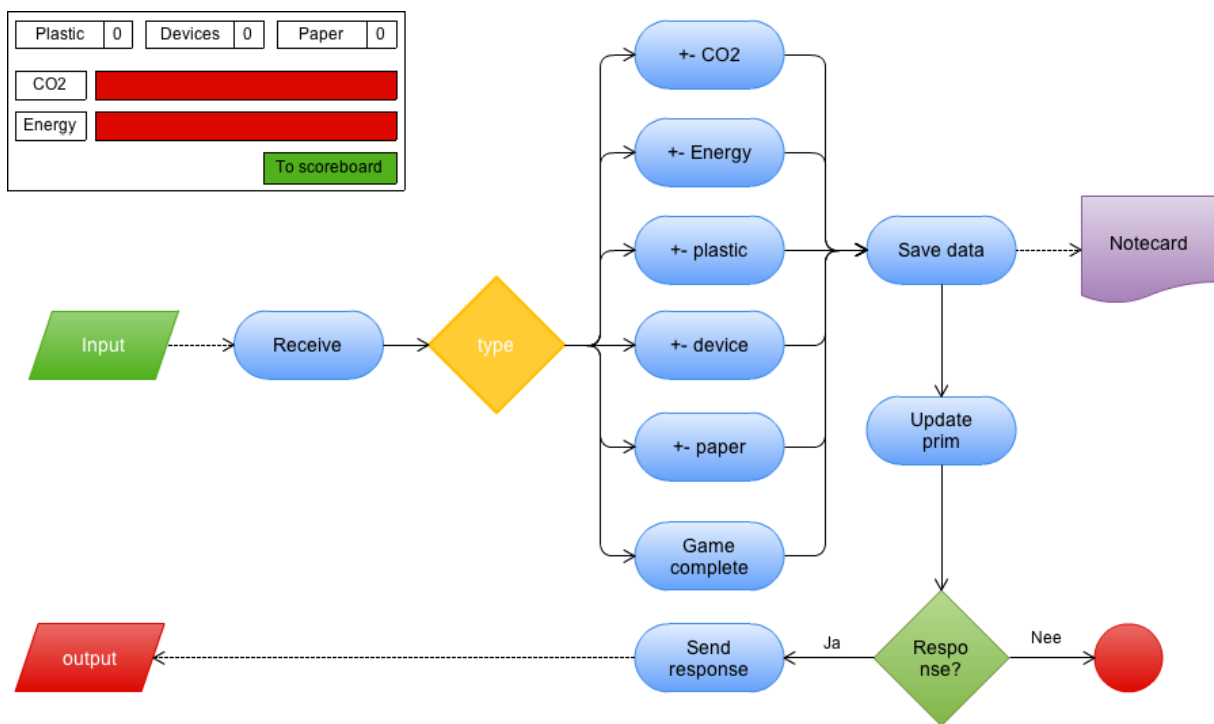 Plastic 0 Devices 0 Paper 0
CO2
Energy
To scoreboard
+- CO2
+- Energy
+- plastic
Save data
Notecard
Input
Receive
type
+- device
Update
prim
+- paper
Game
complete
output
Send
response
Ja
Respo
nse?
Nee